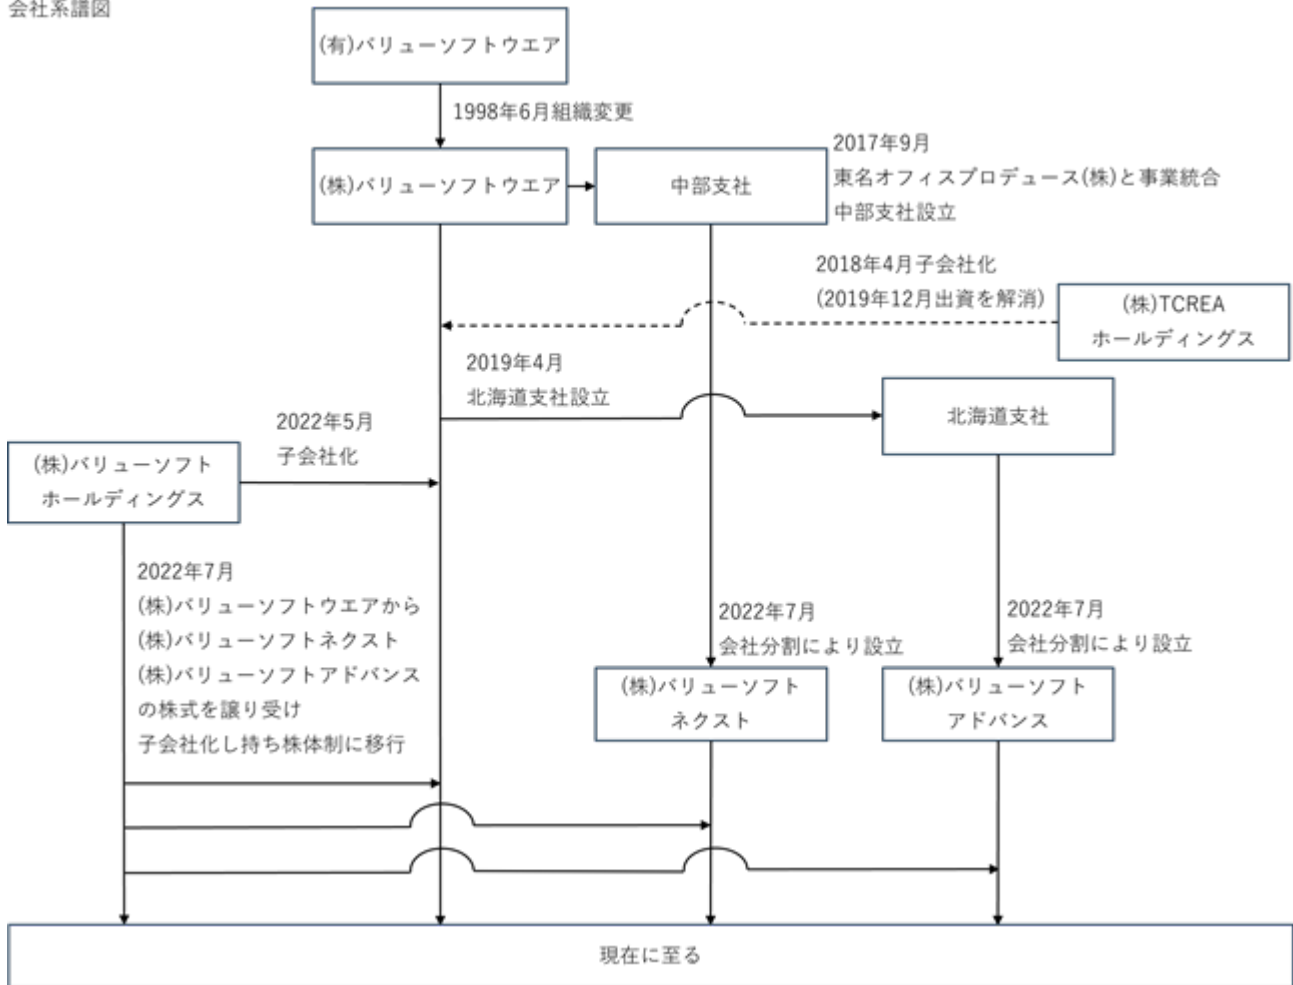 会社系譜図
(有)バリューソフトウエア
1998年6月組織変更
(株)バリューソフトウエア
中部支社
2017年9月
東名オフィスプロデュース(株)と事業統合
中部支社設立
2018年4月子会社化
(2019年12月出資を解消)
(株)TCREA
ホールディングス
2019年4月
北海道支社設立
北海道支社
2022年5月
子会社化
(株)バリューソフト
ホールディングス
2022年7月
(株)バリューソフトウエアから
(株)バリューソフトネクスト
(株)バリューソフトアドバンス
の株式を譲り受け
子会社化し持ち株体制に移行
2022年7月
会社分割により設立
(株)バリューソフト
ネクスト
2022年7月
会社分割により設立
(株)バリューソフト
アドバンス
現在に至る